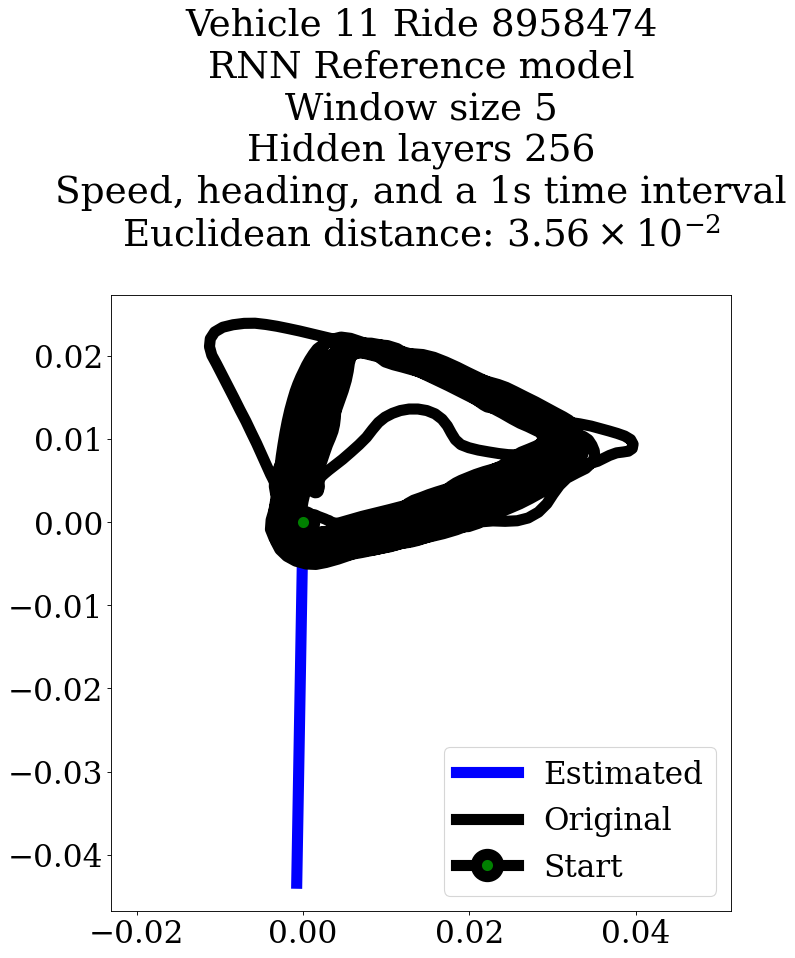 Vehicle 11 Ride 8958474
RNN Reference model
Window size 5
Hidden layers 256
Speed, heading, and a 1s time interval
Euclidean distance: 3.56 × 10⁻²
0.02
0.01
0.00
−0.01
−0.02
−0.03
−0.04
Estimated
Original
Start
−0.02 0.00 0.02 0.04